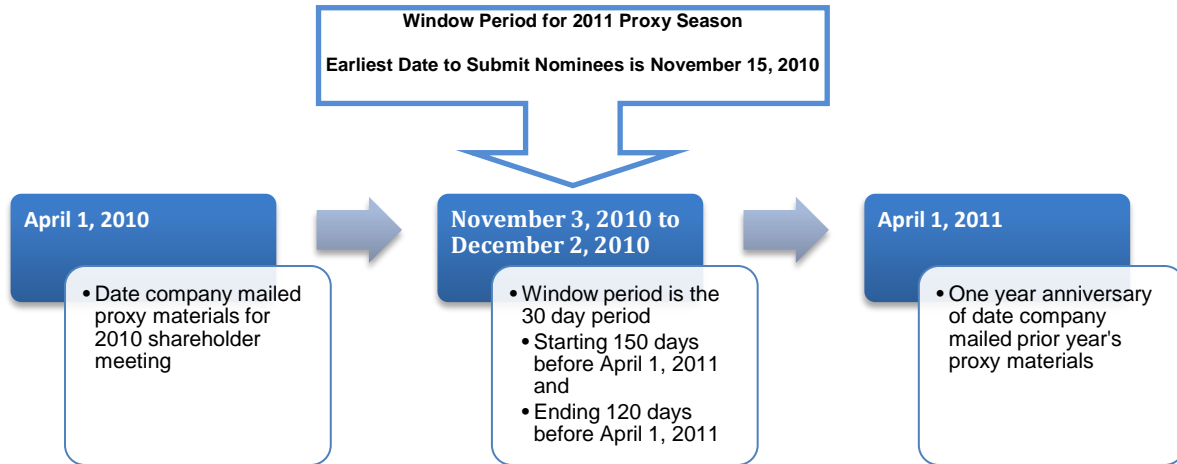 Window Period for 2011 Proxy Season
Earliest Date to Submit Nominees is November 15, 2010
April 1, 2010
• Date company mailed
proxy materials for
2010 shareholder
meeting
November 3, 2010 to
December 2, 2010
• Window period is the
30 day period
• Starting 150 days
before April 1, 2011
and
• Ending 120 days
before April 1, 2011
April 1, 2011
• One year anniversary
of date company
mailed prior year's
proxy materials